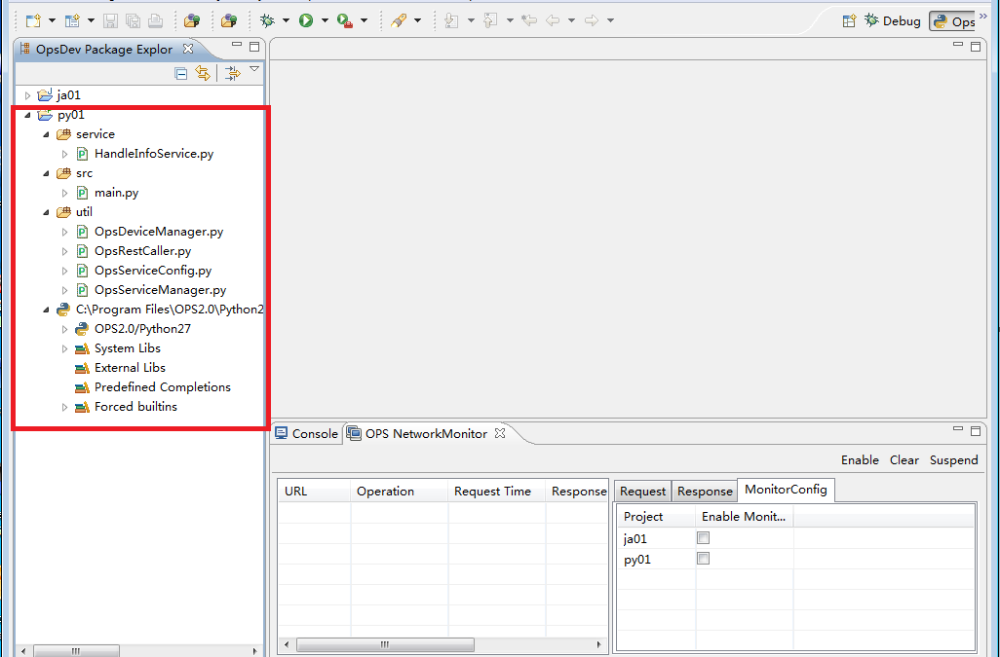 Debug
Ops
OpsDev Package Explor
ja01
py01
service
HandleInfoService.py
src
main.py
util
OpsDeviceManager.py
OpsRestCaller.py
OpsServiceConfig.py
OpsServiceManager.py
C:\Program Files\OPS2.0\Python2
OPS2.0/Python27
System Libs
External Libs
Predefined Completions
Forced builtins
Console
OPS NetworkMonitor
Enable Clear Suspend
URL Operation Request Time Response
Request Response MonitorConfig
Project Enable Monit...
ja01
py01